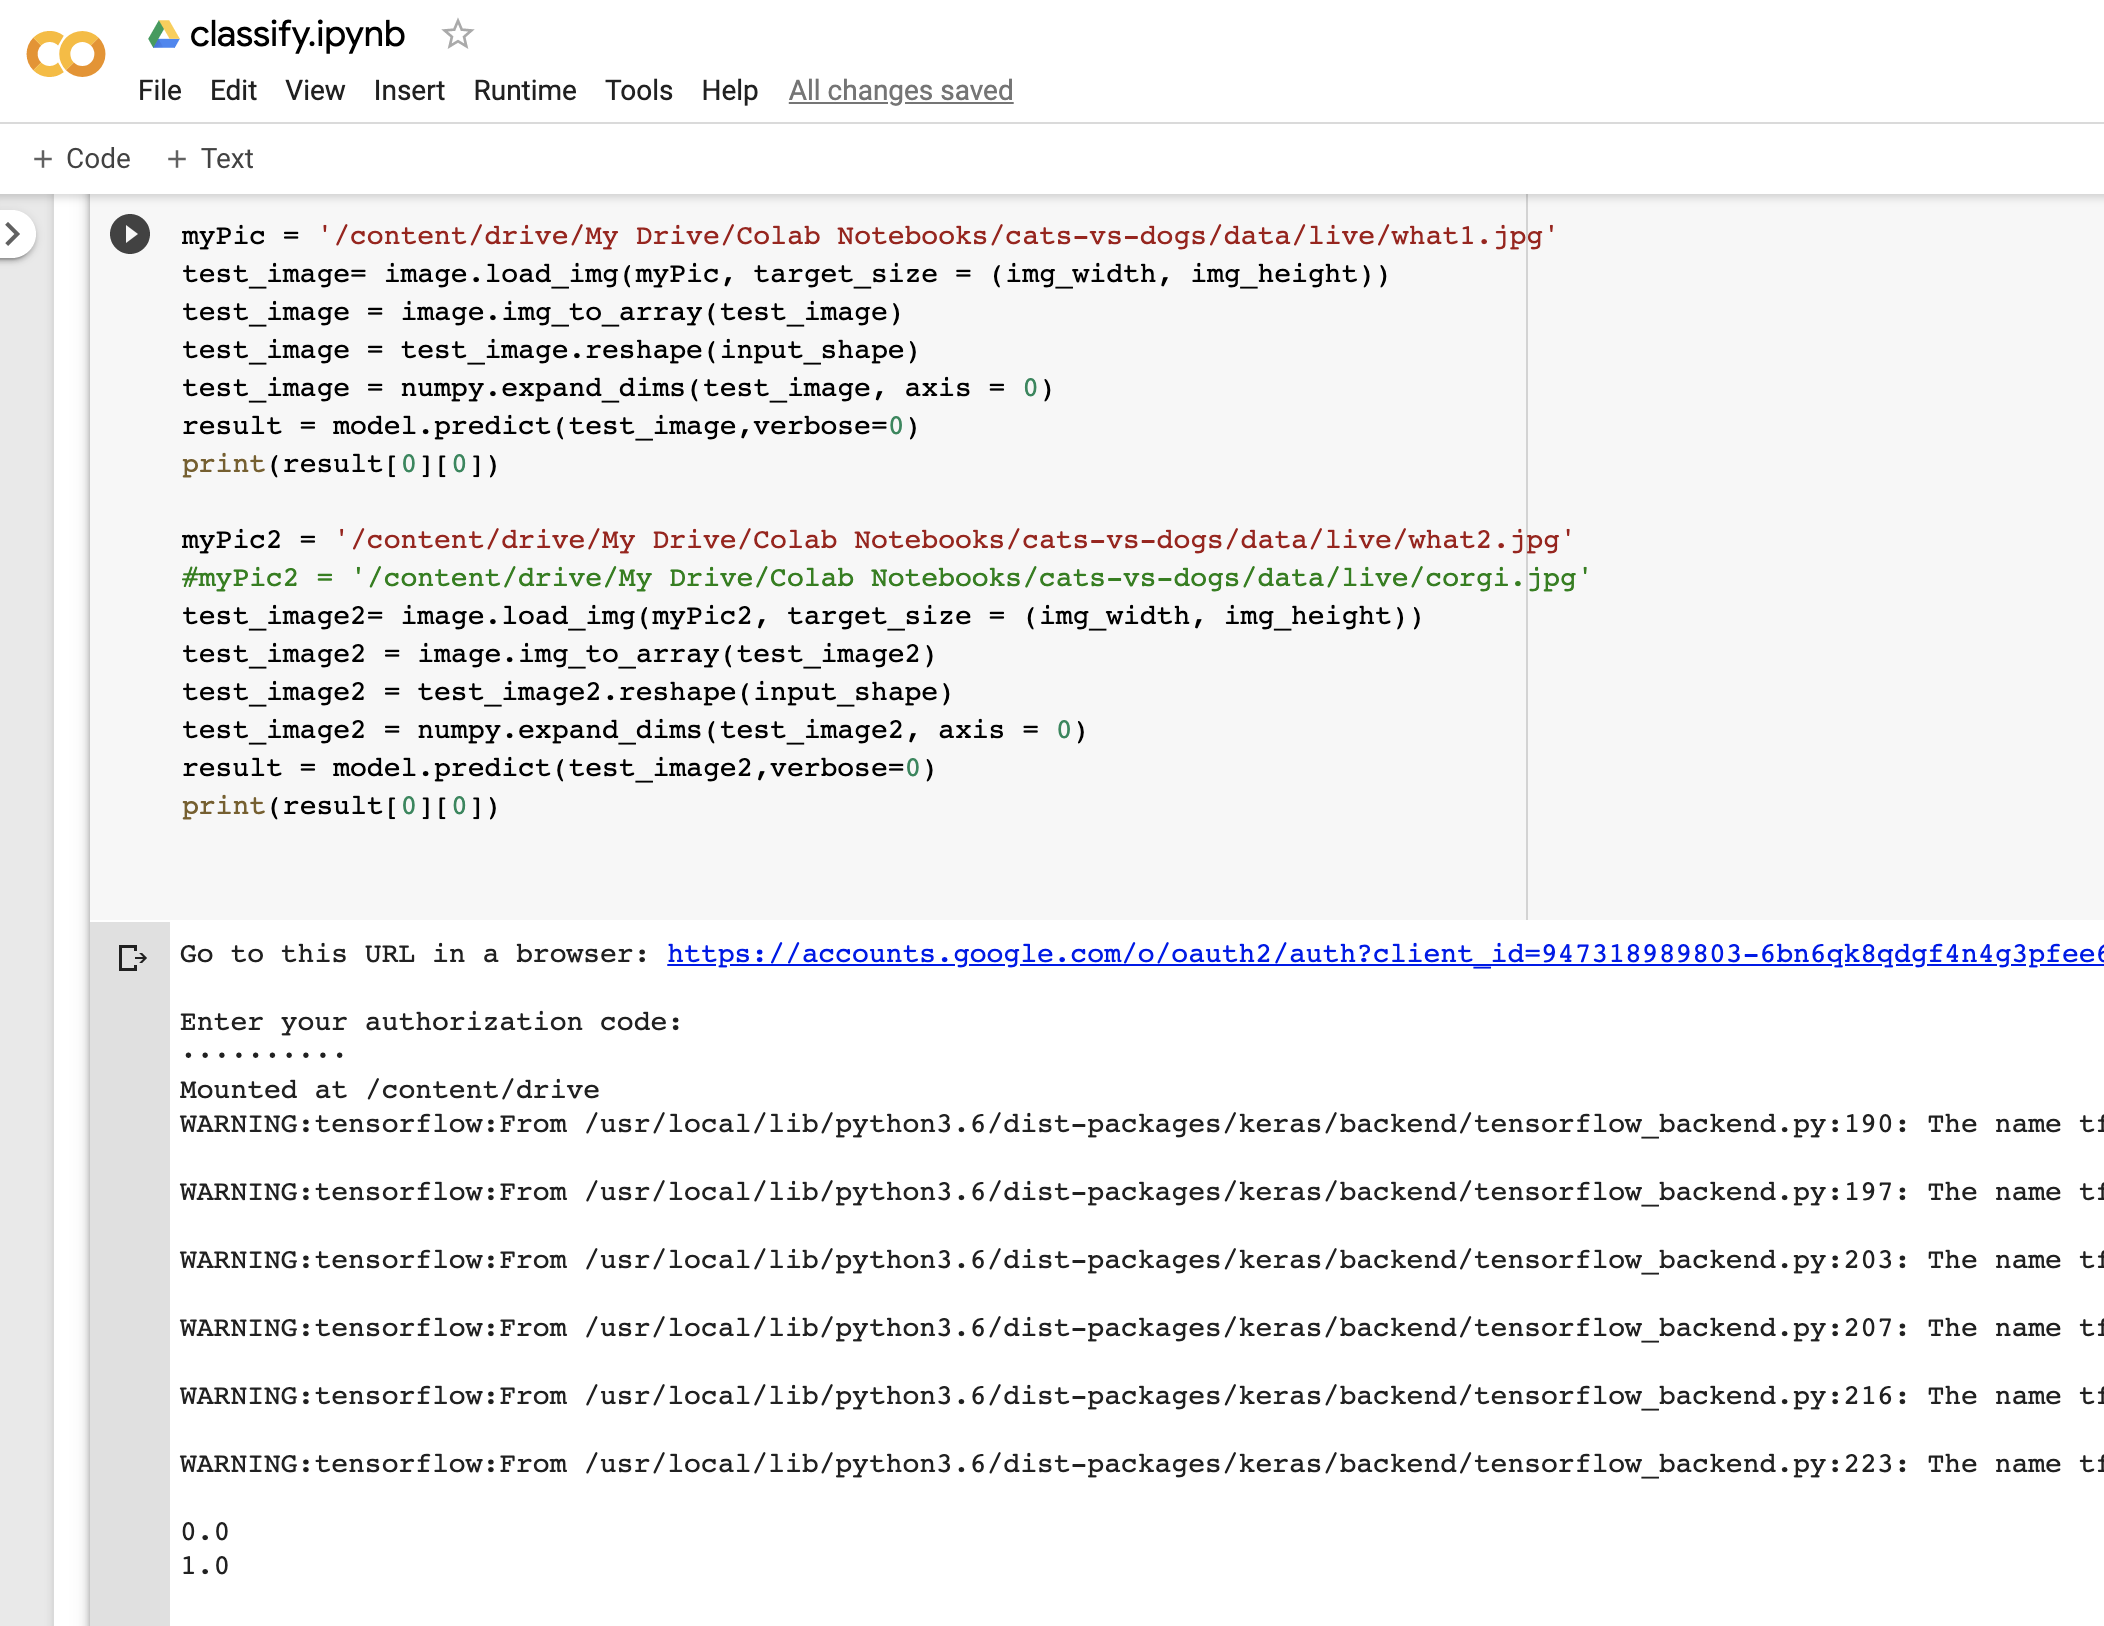 classify.ipynb
File Edit View Insert Runtime Tools Help All changes saved
+ Code + Text
myPic = '/content/drive/My Drive/Colab Notebooks/cats-vs-dogs/data/live/what1.jpg'
test_image= image.load_img(myPic, target_size = (img_width, img_height))
test_image = image.img_to_array(test_image)
test_image = test_image.reshape(input_shape)
test_image = numpy.expand_dims(test_image, axis = 0)
result = model.predict(test_image,verbose=0)
print(result[0][0])
myPic2 = '/content/drive/My Drive/Colab Notebooks/cats-vs-dogs/data/live/what2.jpg'
#myPic2 = '/content/drive/My Drive/Colab Notebooks/cats-vs-dogs/data/live/corgi.jpg'
test_image2= image.load_img(myPic2, target_size = (img_width, img_height))
test_image2 = image.img_to_array(test_image2)
test_image2 = test_image2.reshape(input_shape)
test_image2 = numpy.expand_dims(test_image2, axis = 0)
result = model.predict(test_image2,verbose=0)
print(result[0][0])
Go to this URL in a browser: https://accounts.google.com/o/oauth2/auth?client_id=947318989803-6bn6qk8qdgf4n4g3pfee6
Enter your authorization code:
··········
Mounted at /content/drive
WARNING:tensorflow:From /usr/local/lib/python3.6/dist-packages/keras/backend/tensorflow_backend.py:190: The name tf
WARNING:tensorflow:From /usr/local/lib/python3.6/dist-packages/keras/backend/tensorflow_backend.py:197: The name tf
WARNING:tensorflow:From /usr/local/lib/python3.6/dist-packages/keras/backend/tensorflow_backend.py:203: The name tf
WARNING:tensorflow:From /usr/local/lib/python3.6/dist-packages/keras/backend/tensorflow_backend.py:207: The name tf
WARNING:tensorflow:From /usr/local/lib/python3.6/dist-packages/keras/backend/tensorflow_backend.py:216: The name tf
WARNING:tensorflow:From /usr/local/lib/python3.6/dist-packages/keras/backend/tensorflow_backend.py:223: The name tf
0.0
1.0